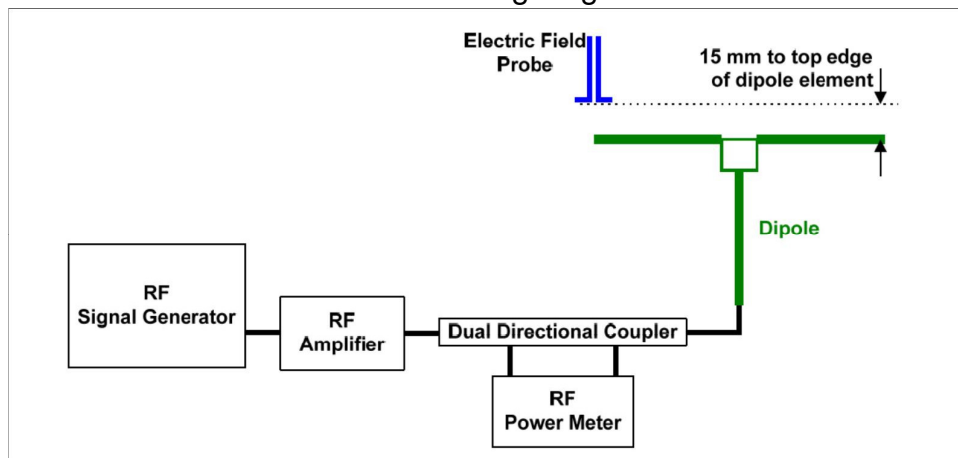 Electric Field
Probe
15 mm to top edge
of dipole element
Dipole
RF
Signal Generator
RF
Amplifier
Dual Directional Coupler
RF
Power Meter